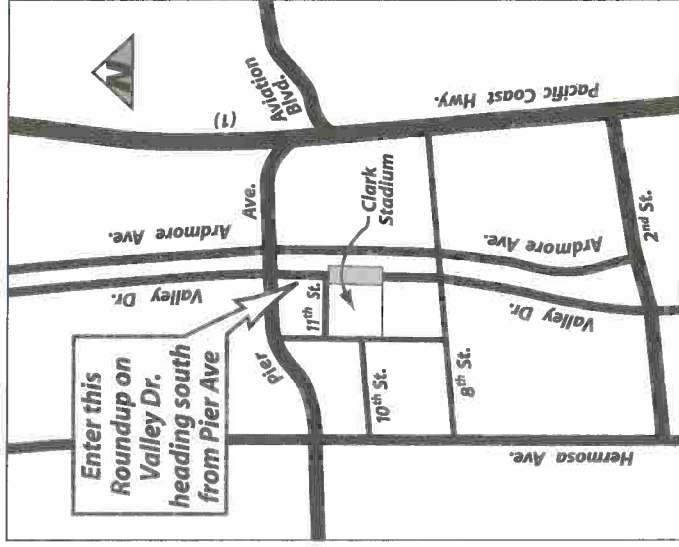 Enter this
Roundup on
Valley Dr.
heading south
from Pier Ave
Aviation
Blvd.
(1)
Pacific Coast Hwy.
Ave.
Ardmore Ave.
Ardmore Ave.
Clark
Stadium
2nd St.
Valley Dr.
Valley Dr.
11th St.
Pier
10th St.
8th St.
Hermosa Ave.